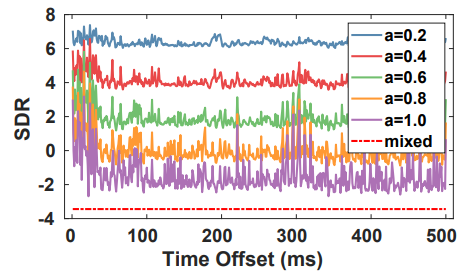 SDR
8
6
4
2
0
-2
-4
a=0.2
a=0.4
a=0.6
a=0.8
a=1.0
mixed
0 100 200 300 400 500
Time Offset (ms)